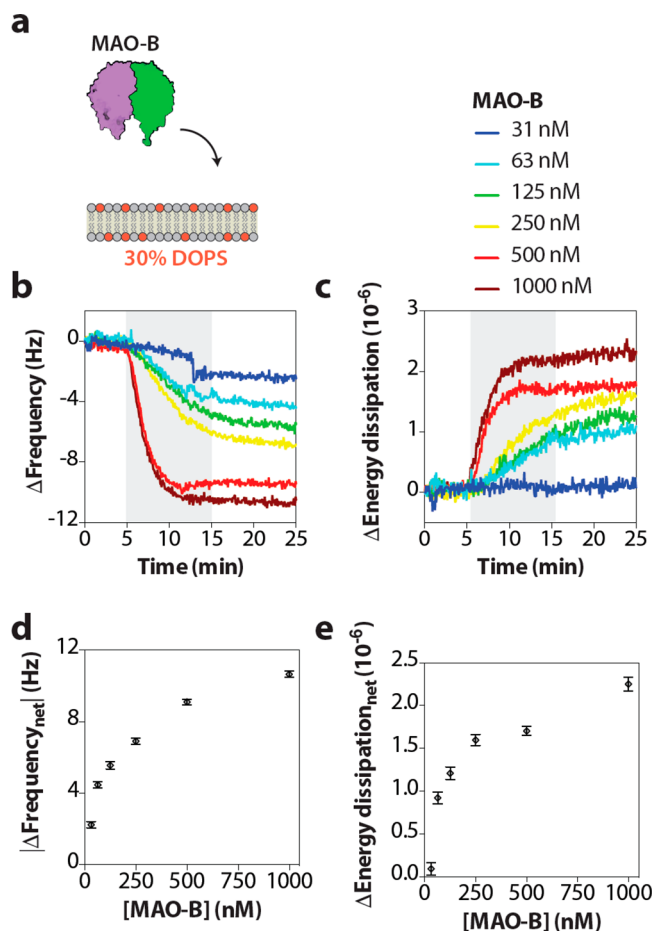 a
MAO-B
30% DOPS
MAO-B
31 nM
63 nM
125 nM
250 nM
500 nM
1000 nM
b
ΔFrequency (Hz)
0
-4
-8
-12
0 5 10 15 20 25
Time (min)
c
ΔEnergy dissipation (10⁻⁶)
3
2
1
0
0 5 10 15 20 25
Time (min)
d
|ΔFrequency_net| (Hz)
12
8
4
0
0 250 500 750 1000
[MAO-B] (nM)
e
ΔEnergy dissipation_net (10⁻⁶)
2.5
2.0
1.5
1.0
0.5
0.0
0 250 500 750 1000
[MAO-B] (nM)